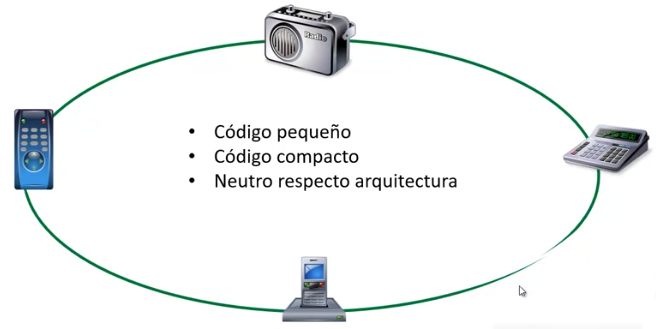 Radio
Código pequeño
Código compacto
Neutro respecto arquitectura